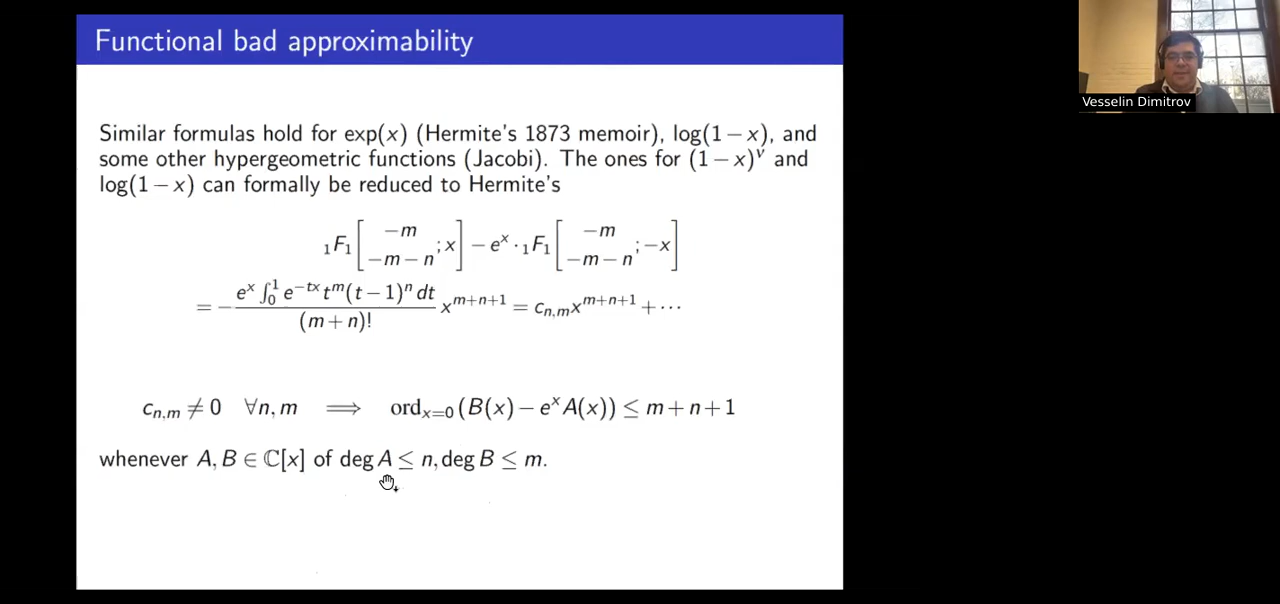 Functional bad approximability
Similar formulas hold for exp(x) (Hermite's 1873 memoir), log(1−x), and
some other hypergeometric functions (Jacobi). The ones for (1−x)^ν and
log(1−x) can formally be reduced to Hermite's
₁F₁[−m −m−n ; x] − e^x · ₁F₁[−m −m−n ; −x]
= − (e^x ∫₀¹ e^{−tx} t^m (t−1)^n dt)/((m+n)!) x^{m+n+1} = c_{n,m} x^{m+n+1} + ⋯
c_{n,m} ≠ 0 ∀n, m ⟹ ord_{x=0}(B(x) − e^x A(x)) ≤ m+n+1
whenever A, B ∈ ℂ[x] of deg A ≤ n, deg B ≤ m.
Vesselin Dimitrov